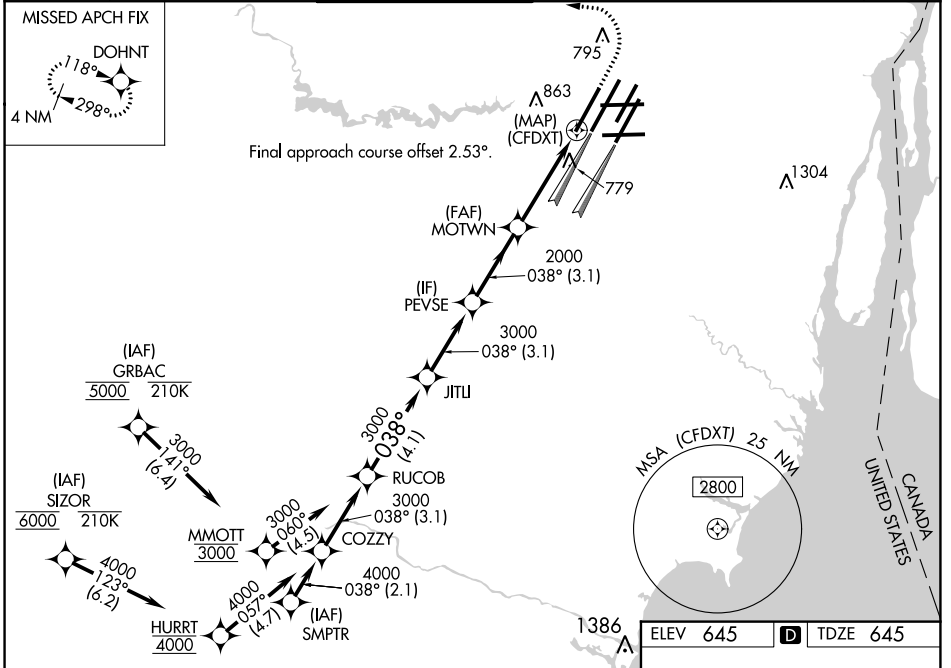 MISSED APCH FIX
DOHNT
118°
298°
4 NM
795
863
(MAP)
(CFDXT)
Final approach course offset 2.53°.
779
1304
(FAF)
MOTWN
2000
038° (3.1)
(IF)
PEVSE
3000
038° (3.1)
JITLI
(IAF)
GRBAC
5000 210K
3000
141°
(6.4)
3000
038°
(4.1)
RUCOB
3000
038° (3.1)
(IAF)
SIZOR
6000 210K
MMOTT
3000
3000
060°
(4.5)
COZZY
4000
123°
(6.2)
4000
038° (2.1)
HURRT
4000
4000
057°
(4.7)
(IAF)
SMPTR
MSA (CFDXT) 25 NM
2800
CANADA
UNITED STATES
1386
ELEV 645 D TDZE 645